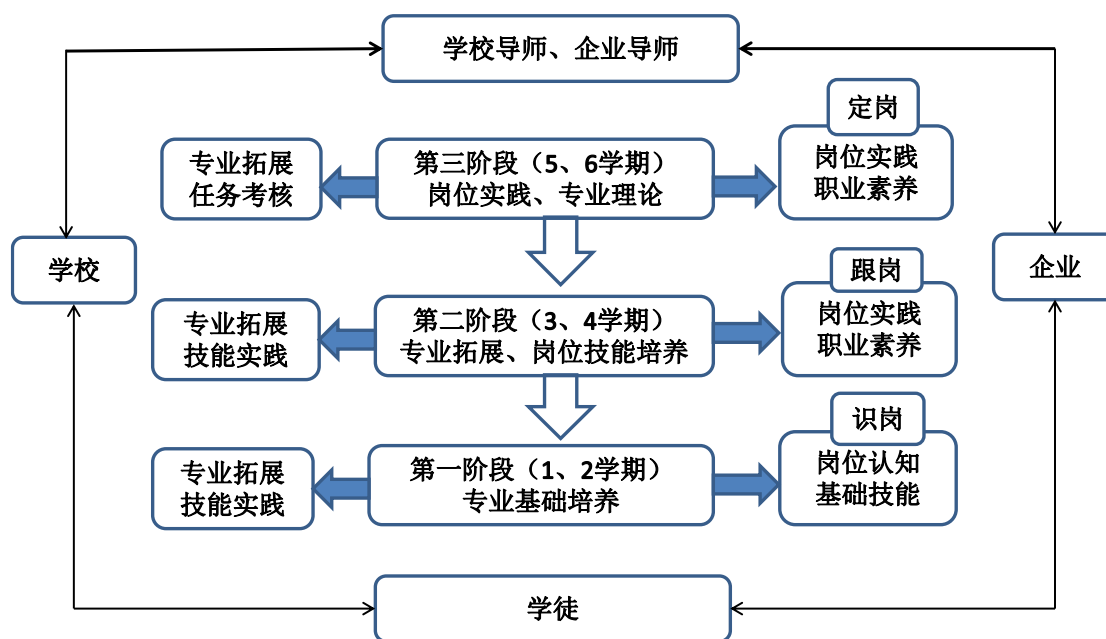 学校导师、企业导师
定岗
专业拓展
任务考核
第三阶段（5、6学期）
岗位实践、专业理论
岗位实践
职业素养
学校
企业
跟岗
专业拓展
技能实践
第二阶段（3、4学期）
专业拓展、岗位技能培养
岗位实践
职业素养
识岗
专业拓展
技能实践
第一阶段（1、2学期）
专业基础培养
岗位认知
基础技能
学徒